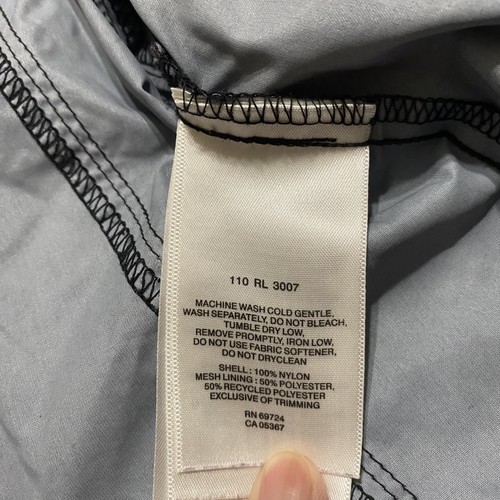 110 RL 3007
MACHINE WASH COLD GENTLE,
WASH SEPARATELY, DO NOT BLEACH,
TUMBLE DRY LOW,
REMOVE PROMPTLY, IRON LOW,
DO NOT USE FABRIC SOFTENER,
DO NOT DRYCLEAN
SHELL : 100% NYLON
MESH LINING : 50% POLYESTER,
50% RECYCLED POLYESTER
EXCLUSIVE OF TRIMMING
RN 69724
CA 05367